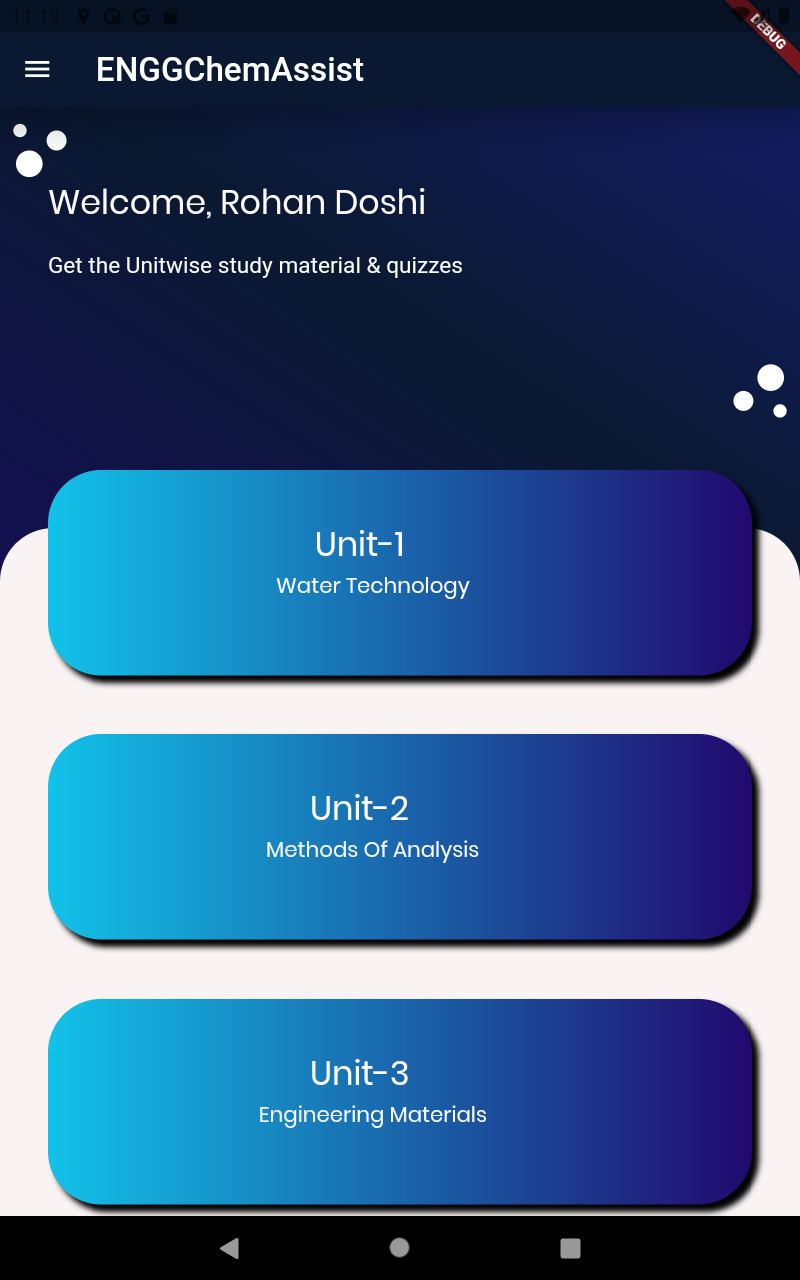 11:19
DEBUG
ENGGChemAssist
Welcome, Rohan Doshi
Get the Unitwise study material & quizzes
Unit-1
Water Technology
Unit-2
Methods Of Analysis
Unit-3
Engineering Materials